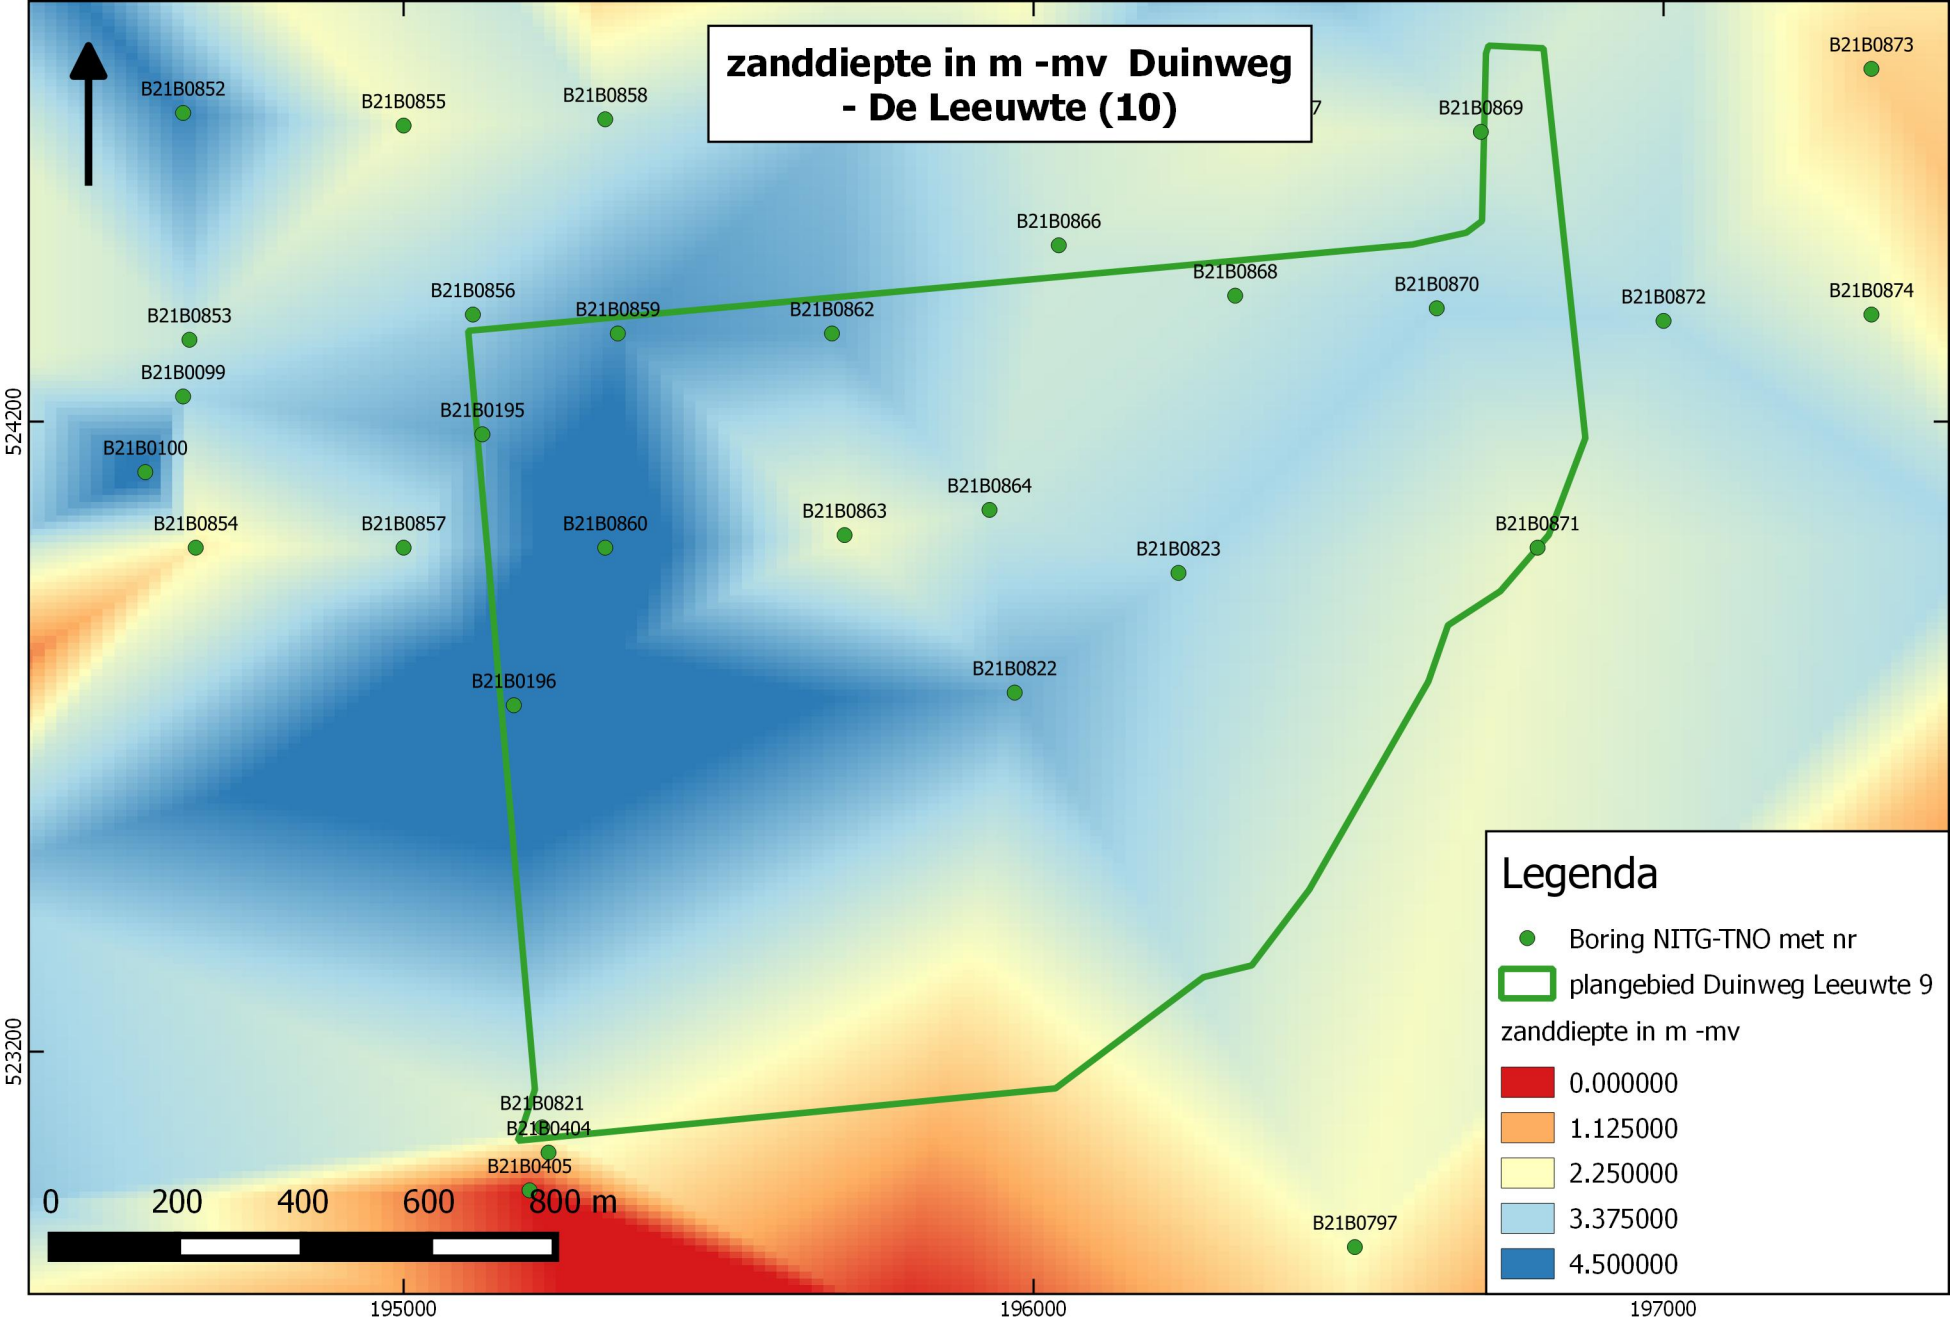 zanddiepte in m -mv  Duinweg
- De Leeuwte (10)
B21B0873
B21B0852
B21B0858
B21B0855
7
B21B0869
B21B0866
B21B0868
B21B0870
B21B0856
B21B0874
B21B0872
B21B0859
B21B0862
B21B0853
B21B0099
B21B0195
524200
B21B0100
B21B0864
B21B0863
B21B0854
B21B0857
B21B0860
B21B0871
B21B0823
B21B0822
B21B0196
523200
B21B0821
B21B0404
B21B0405
B21B0797
0 200 400 600 800 m
195000
196000
197000
Legenda
Boring NITG-TNO met nr
plangebied Duinweg Leeuwte 9
zanddiepte in m -mv
0.000000
1.125000
2.250000
3.375000
4.500000